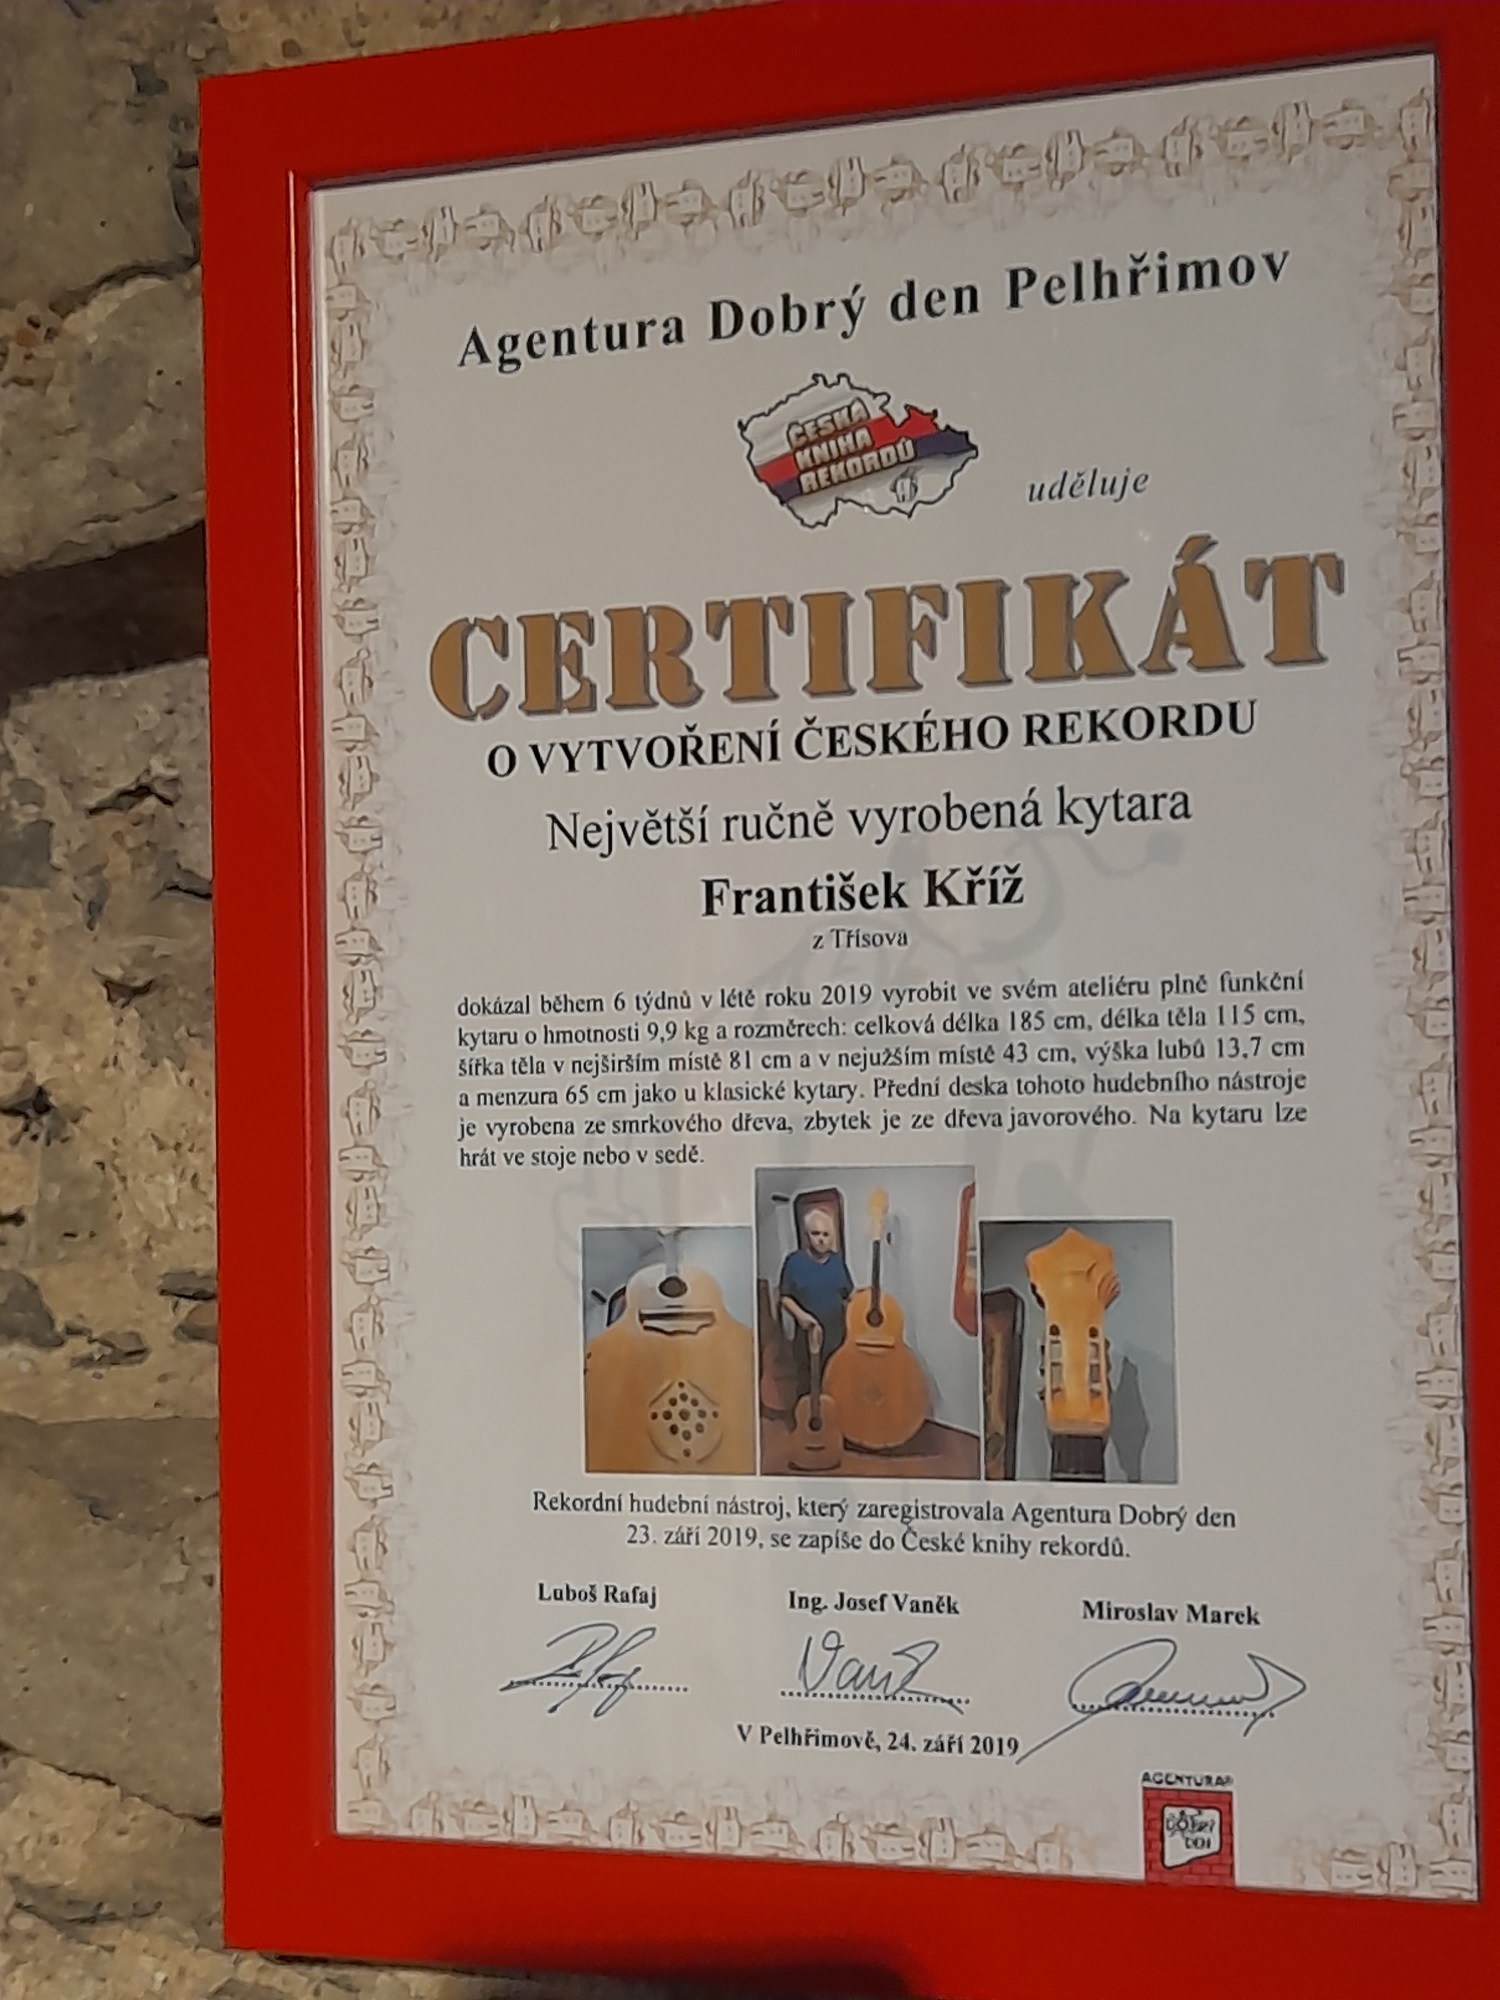 Agentura Dobrý den Pelhřimov
ČESKÁ
KNIHA
REKORDŮ
uděluje
CERTIFIKÁT
O VYTVOŘENÍ ČESKÉHO REKORDU
Největší ručně vyrobená kytara
František Kříž
z Třísova
dokázal během 6 týdnů v létě roku 2019 vyrobit ve svém ateliéru plně funkční
kytaru o hmotnosti 9,9 kg a rozměrech: celková délka 185 cm, délka těla 115 cm,
šířka těla v nejširším místě 81 cm a v nejužším místě 43 cm, výška lubů 13,7 cm
a menzura 65 cm jako u klasické kytary. Přední deska tohoto hudebního nástroje
je vyrobena ze smrkového dřeva, zbytek je ze dřeva javorového. Na kytaru lze
hrát ve stoje nebo v sedě.
Rekordní hudební nástroj, který zaregistrovala Agentura Dobrý den
23. září 2019, se zapíše do České knihy rekordů.
Luboš Rafaj Ing. Josef Vaněk Miroslav Marek
V Pelhřimově, 24. září 2019
AGENTURA